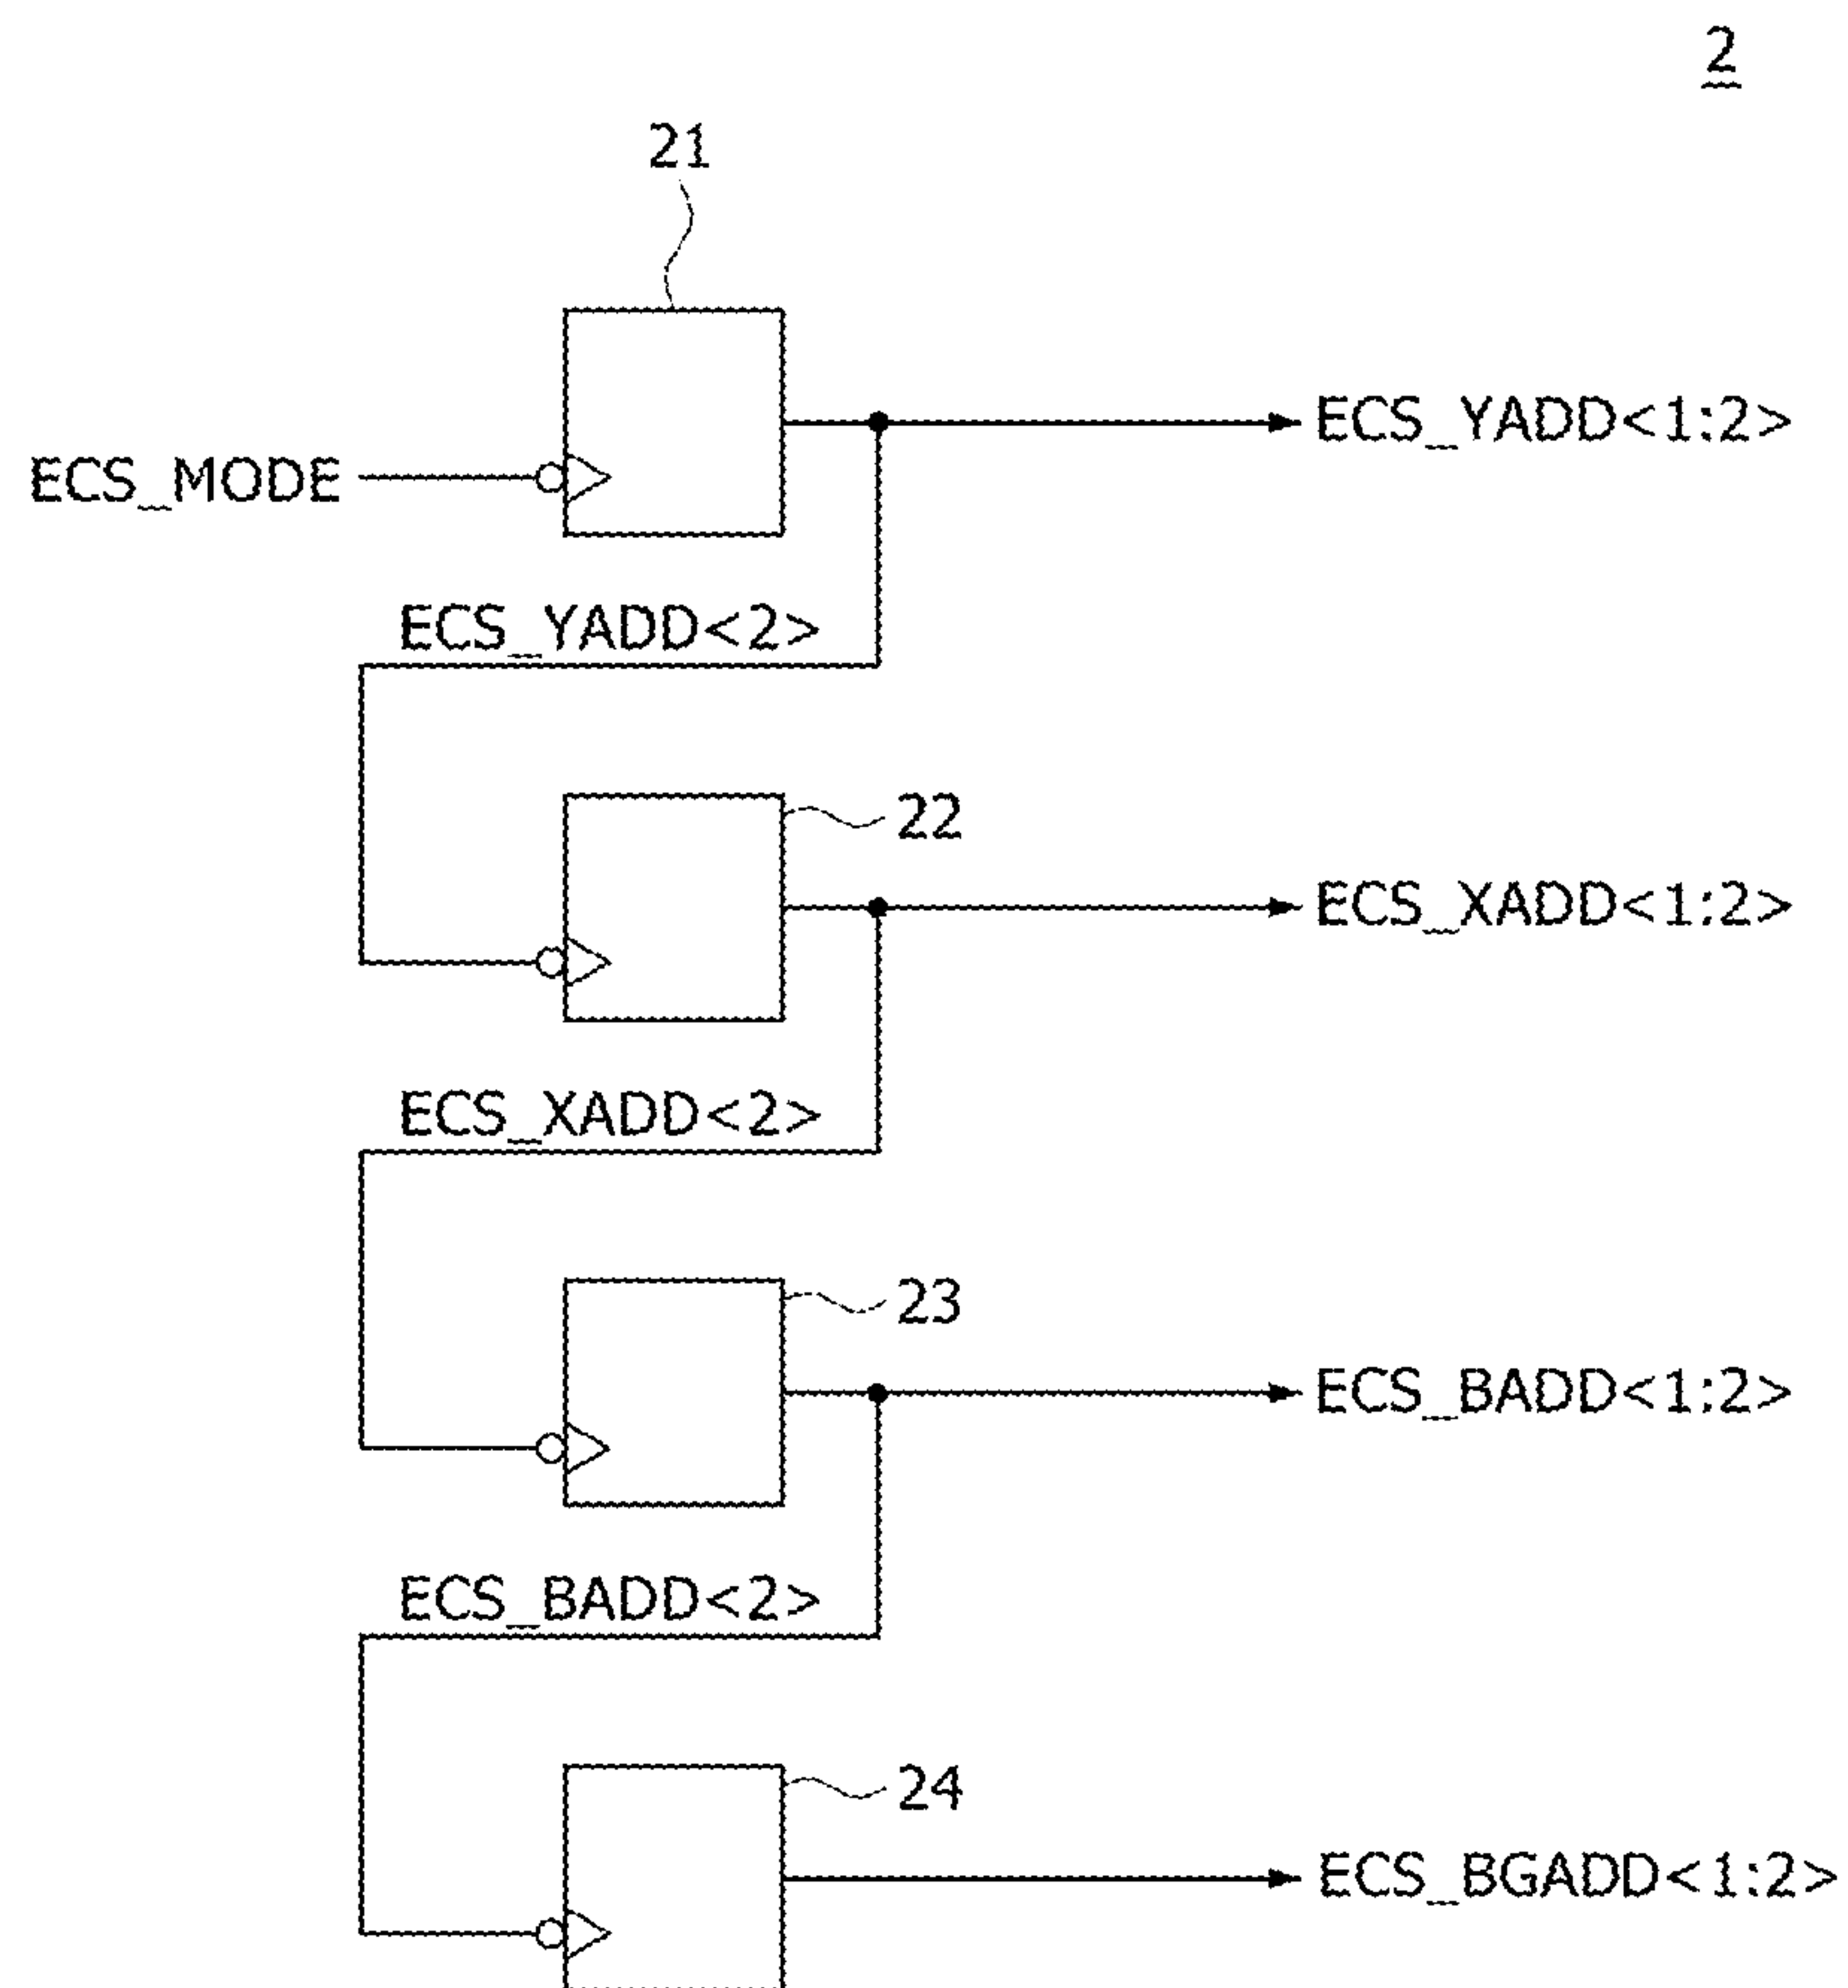 2
21
ECS_YADD<1:2>
ECS_MODE
ECS_YADD<2>
22
ECS_XADD<1:2>
ECS_XADD<2>
23
ECS_BADD<1:2>
ECS_BADD<2>
24
ECS_BGADD<1:2>